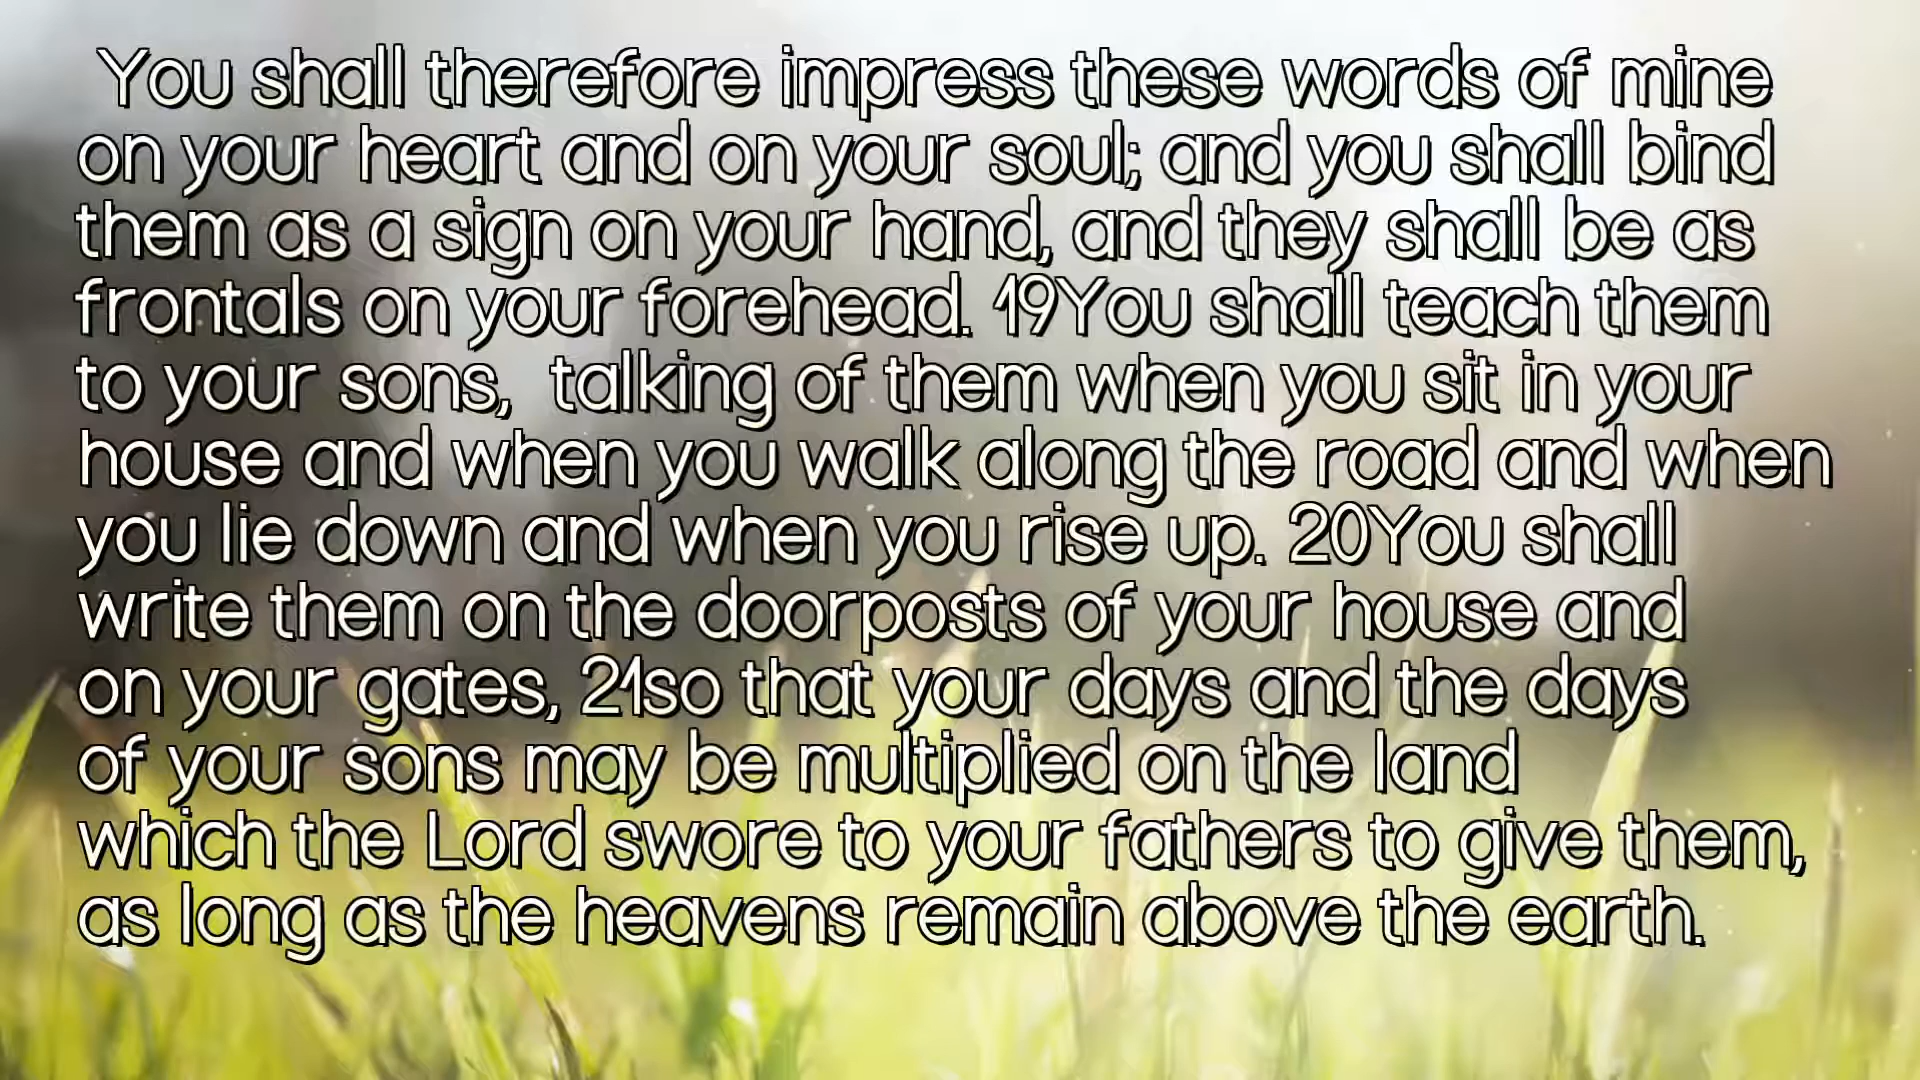 You shall therefore impress these words of mine
on your heart and on your soul; and you shall bind
them as a sign on your hand, and they shall be as
frontals on your forehead. 19You shall teach them
to your sons,  talking of them when you sit in your
house and when you walk along the road and when
you lie down and when you rise up. 20You shall
write them on the doorposts of your house and
on your gates, 21so that your days and the days
of your sons may be multiplied on the land
which the Lord swore to your fathers to give them,
as long as the heavens remain above the earth.